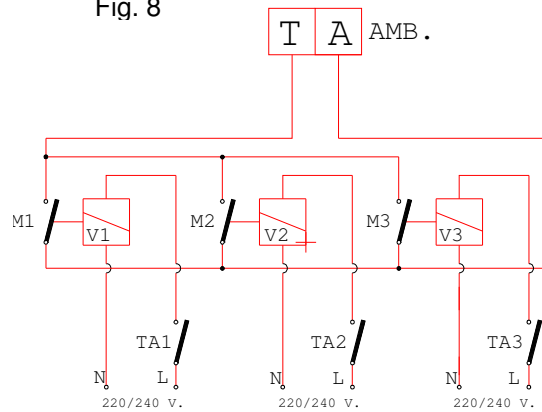 Fig. 8
T A AMB.
M1 V1 M2 V2 M3 V3
TA1 TA2 TA3
N L N L N L
220/240 V. 220/240 V. 220/240 V.